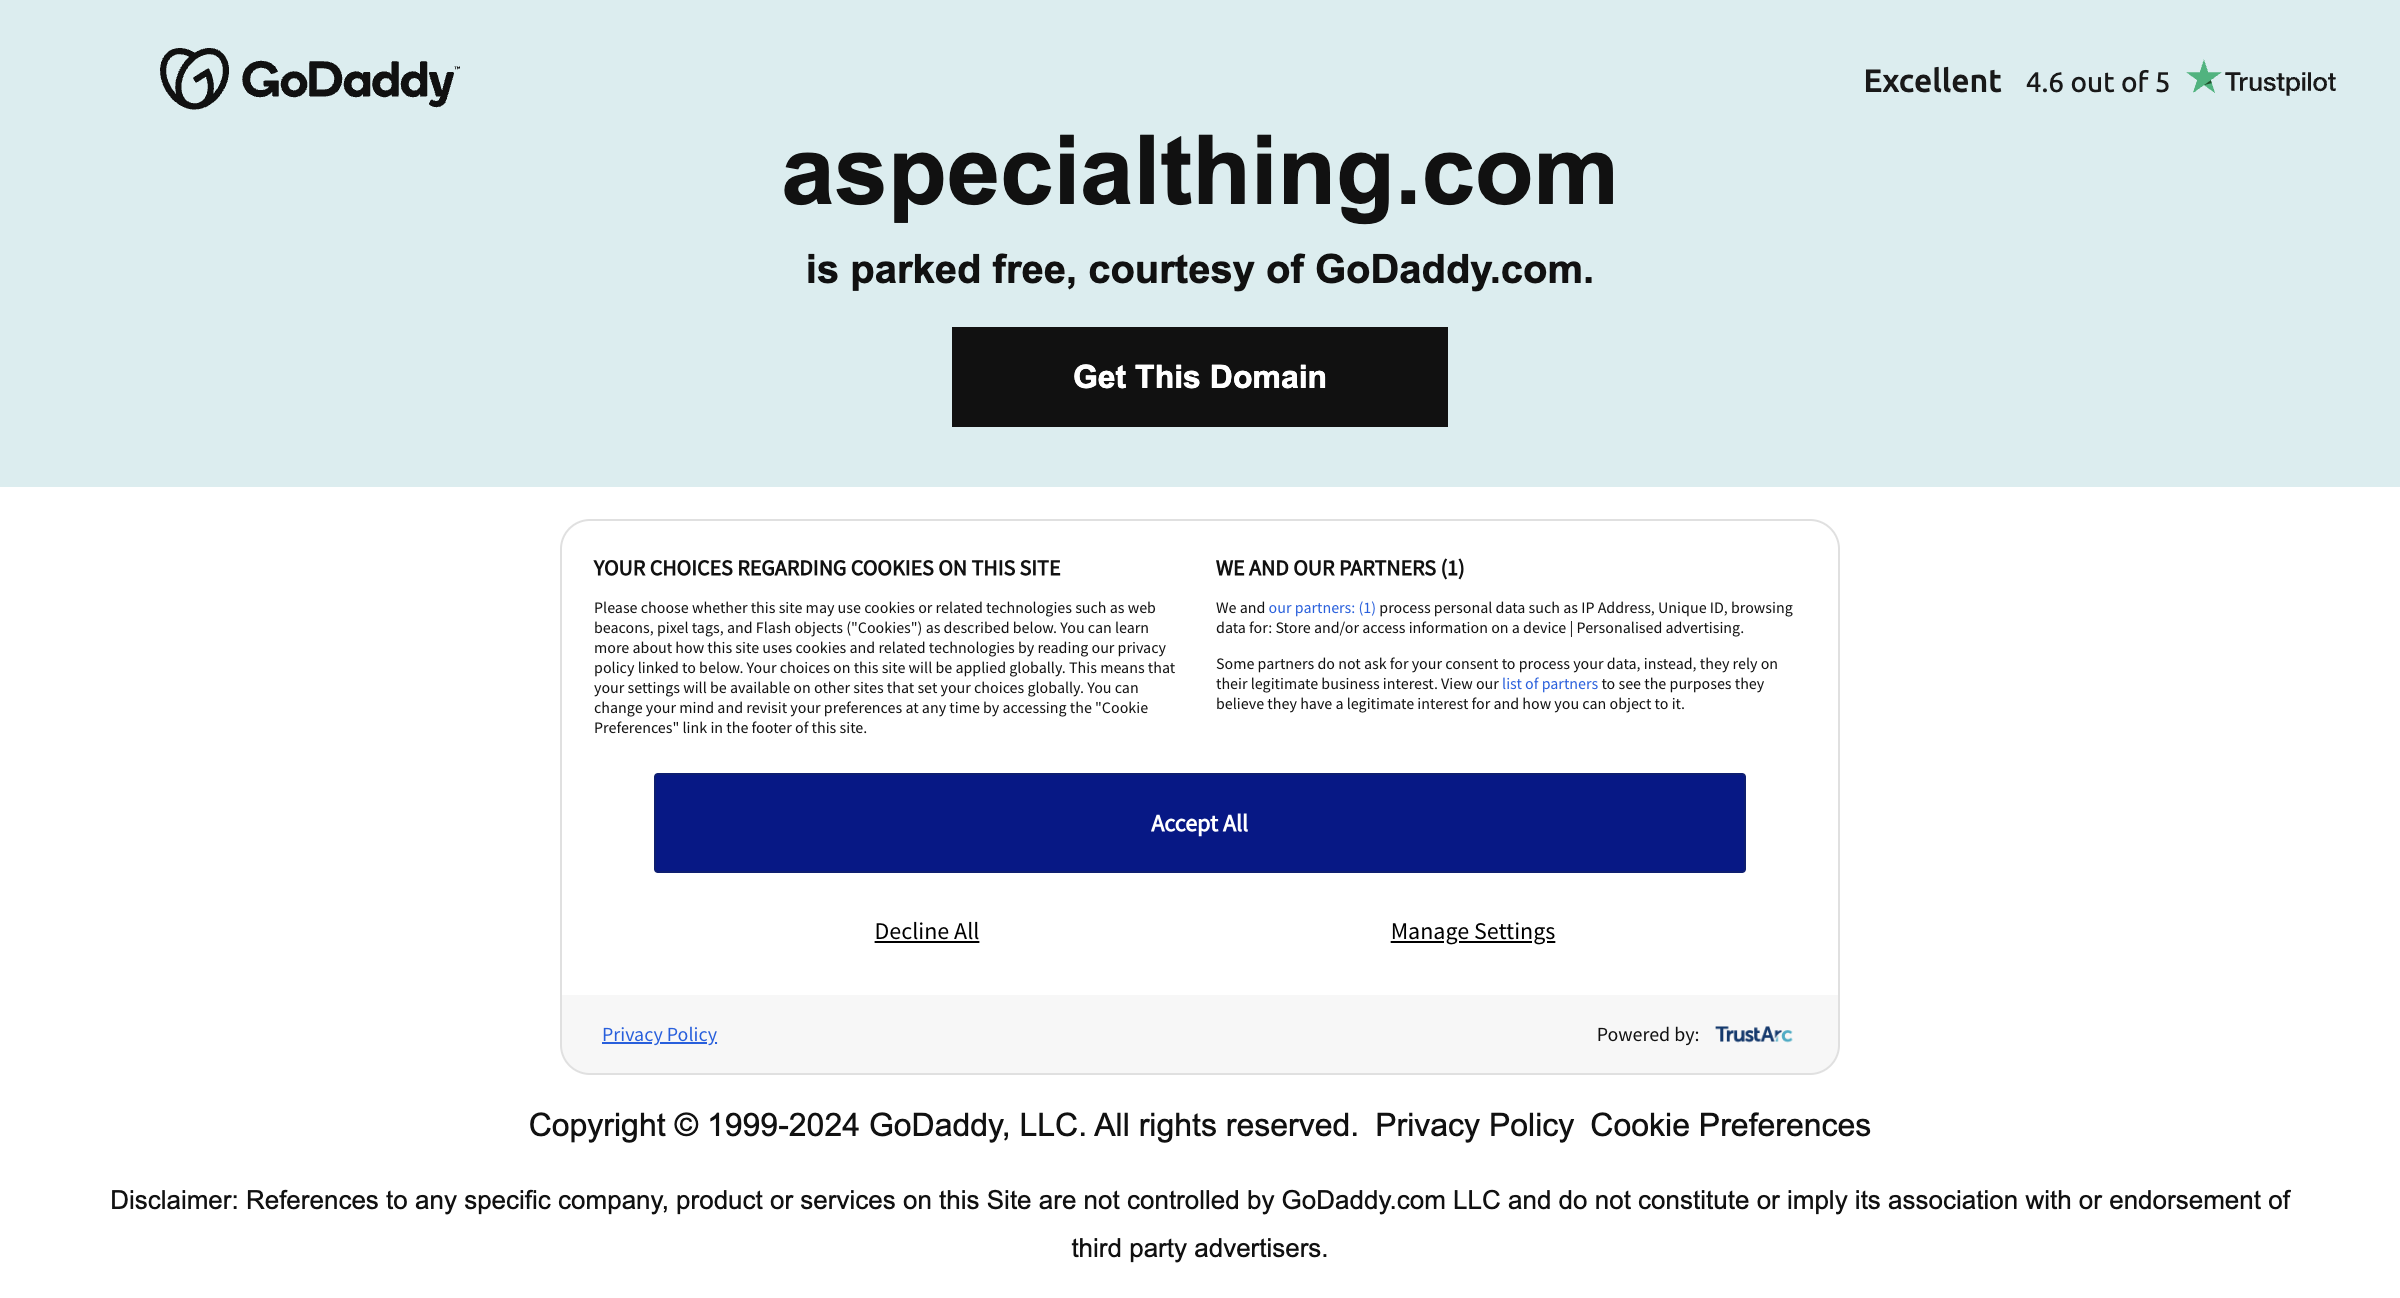 GoDaddy™
Excellent 4.6 out of 5 Trustpilot
aspecialthing.com
is parked free, courtesy of GoDaddy.com.
Get This Domain
YOUR CHOICES REGARDING COOKIES ON THIS SITE
Please choose whether this site may use cookies or related technologies such as web
beacons, pixel tags, and Flash objects ("Cookies") as described below. You can learn
more about how this site uses cookies and related technologies by reading our privacy
policy linked to below. Your choices on this site will be applied globally. This means that
your settings will be available on other sites that set your choices globally. You can
change your mind and revisit your preferences at any time by accessing the "Cookie
Preferences" link in the footer of this site.
WE AND OUR PARTNERS (1)
We and our partners: (1) process personal data such as IP Address, Unique ID, browsing
data for: Store and/or access information on a device | Personalised advertising.
Some partners do not ask for your consent to process your data, instead, they rely on
their legitimate business interest. View our list of partners to see the purposes they
believe they have a legitimate interest for and how you can object to it.
Accept All
Decline All
Manage Settings
Privacy Policy
Powered by: TrustArc
Copyright © 1999-2024 GoDaddy, LLC. All rights reserved. Privacy Policy Cookie Preferences
Disclaimer: References to any specific company, product or services on this Site are not controlled by GoDaddy.com LLC and do not constitute or imply its association with or endorsement of
third party advertisers.